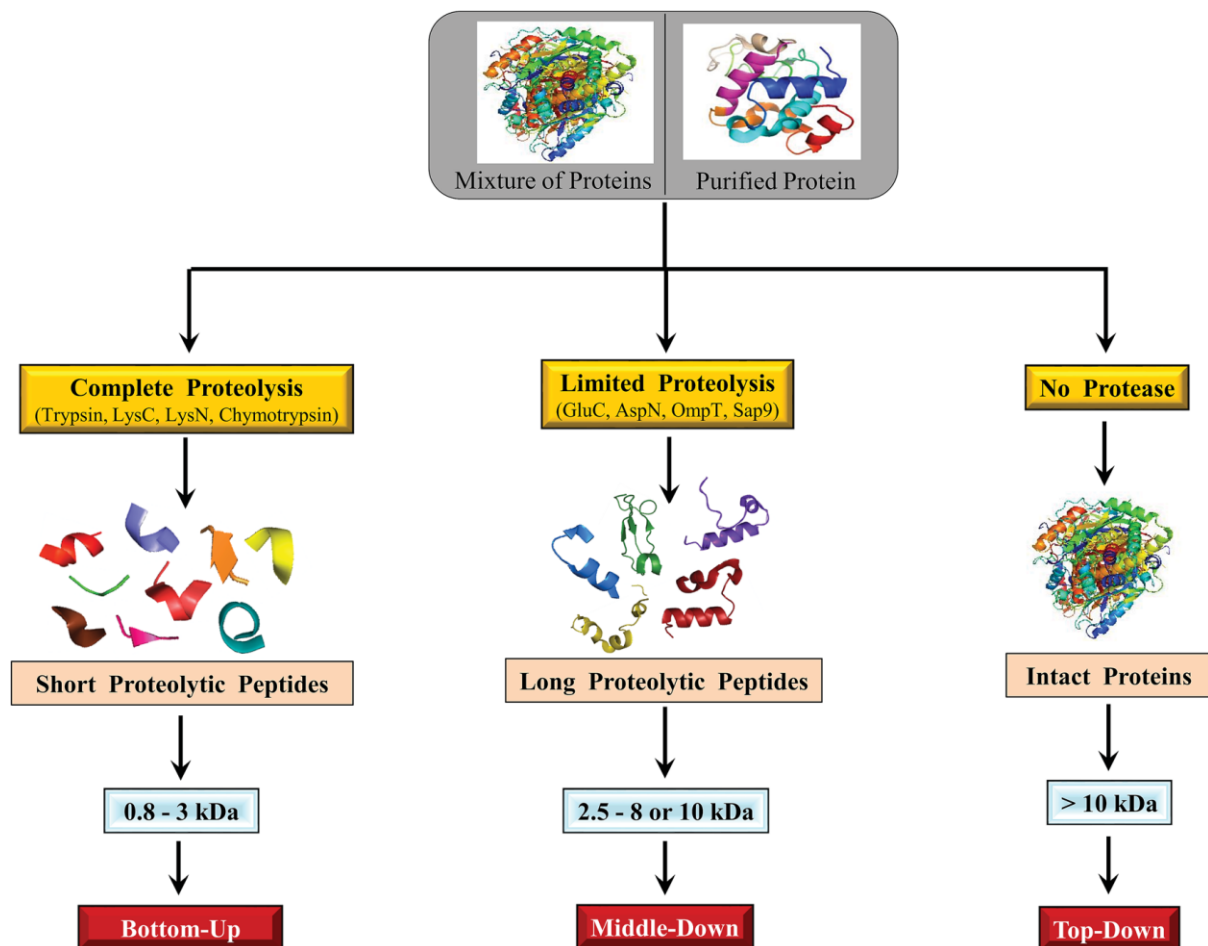 Mixture of Proteins
Purified Protein
Complete Proteolysis
(Trypsin, LysC, LysN, Chymotrypsin)
Limited Proteolysis
(GluC, AspN, OmpT, Sap9)
No Protease
Short Proteolytic Peptides
Long Proteolytic Peptides
Intact Proteins
0.8 - 3 kDa
2.5 - 8 or 10 kDa
> 10 kDa
Bottom-Up
Middle-Down
Top-Down